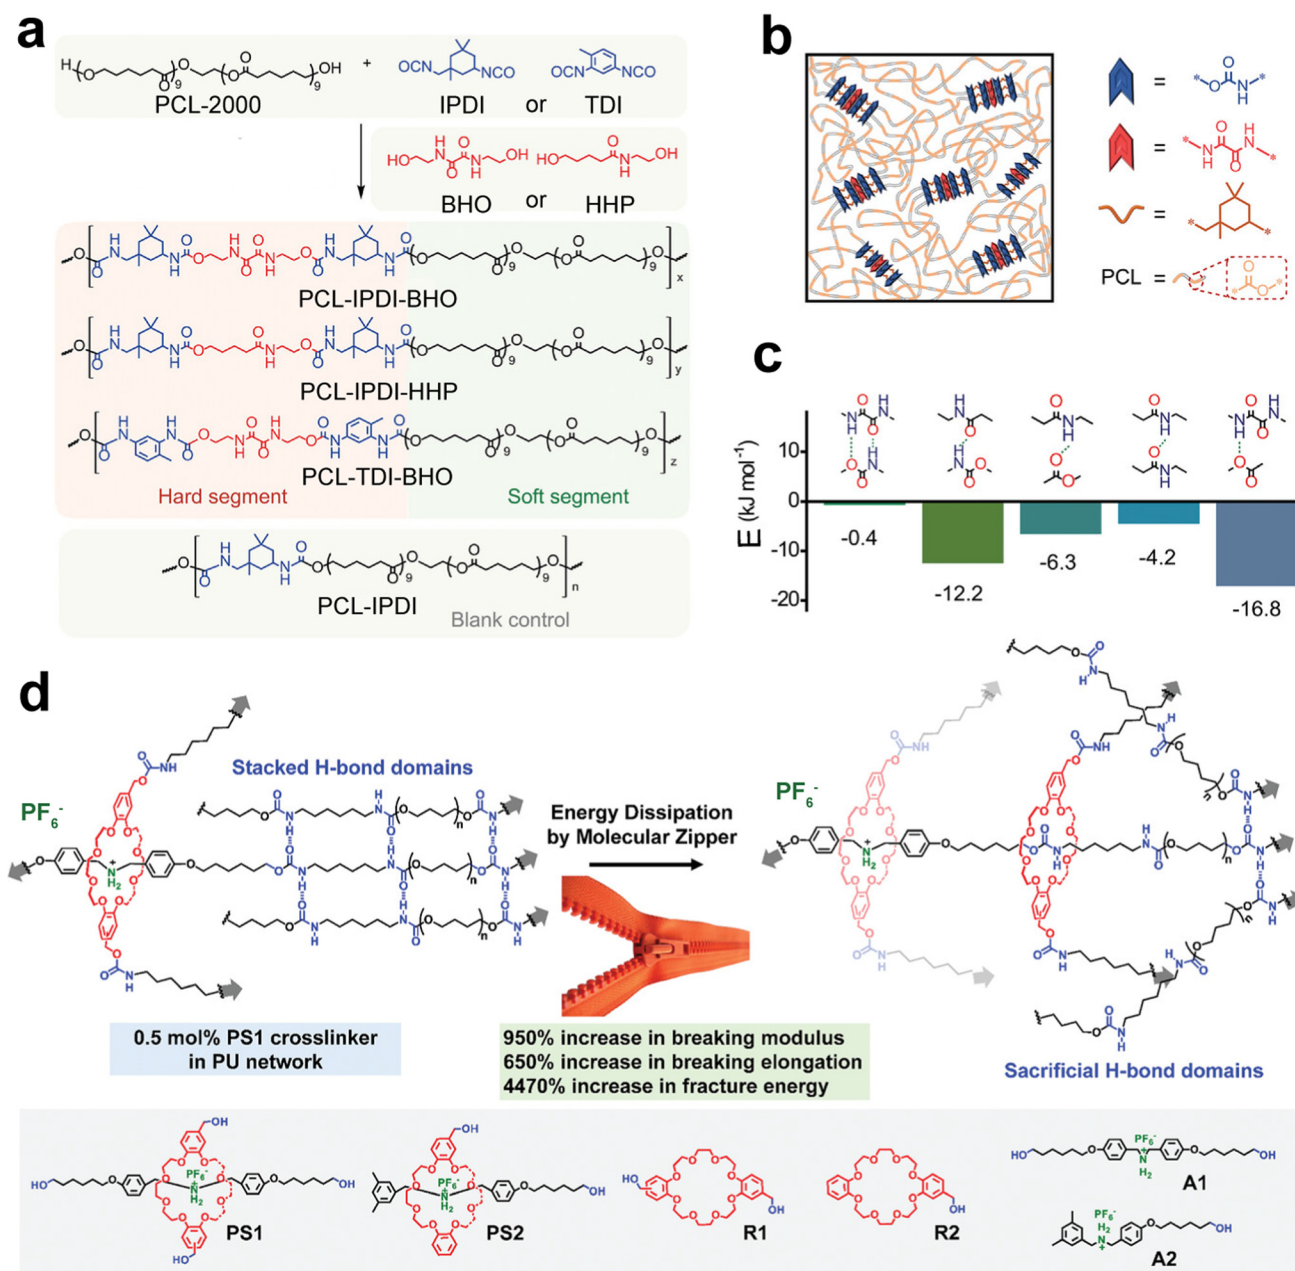 a
PCL-2000
+
IPDI or TDI
BHO or HHP
PCL-IPDI-BHO
PCL-IPDI-HHP
PCL-TDI-BHO
Hard segment
Soft segment
PCL-IPDI
Blank control
b
=
=
=
PCL =
c
E (kJ mol⁻¹)
10
0
-10
-20
-0.4
-12.2
-6.3
-4.2
-16.8
d
PF₆⁻
Stacked H-bond domains
Energy Dissipation
by Molecular Zipper
PF₆⁻
0.5 mol% PS1 crosslinker
in PU network
950% increase in breaking modulus
650% increase in breaking elongation
4470% increase in fracture energy
Sacrificial H-bond domains
PS1
PS2
R1
R2
A1
A2